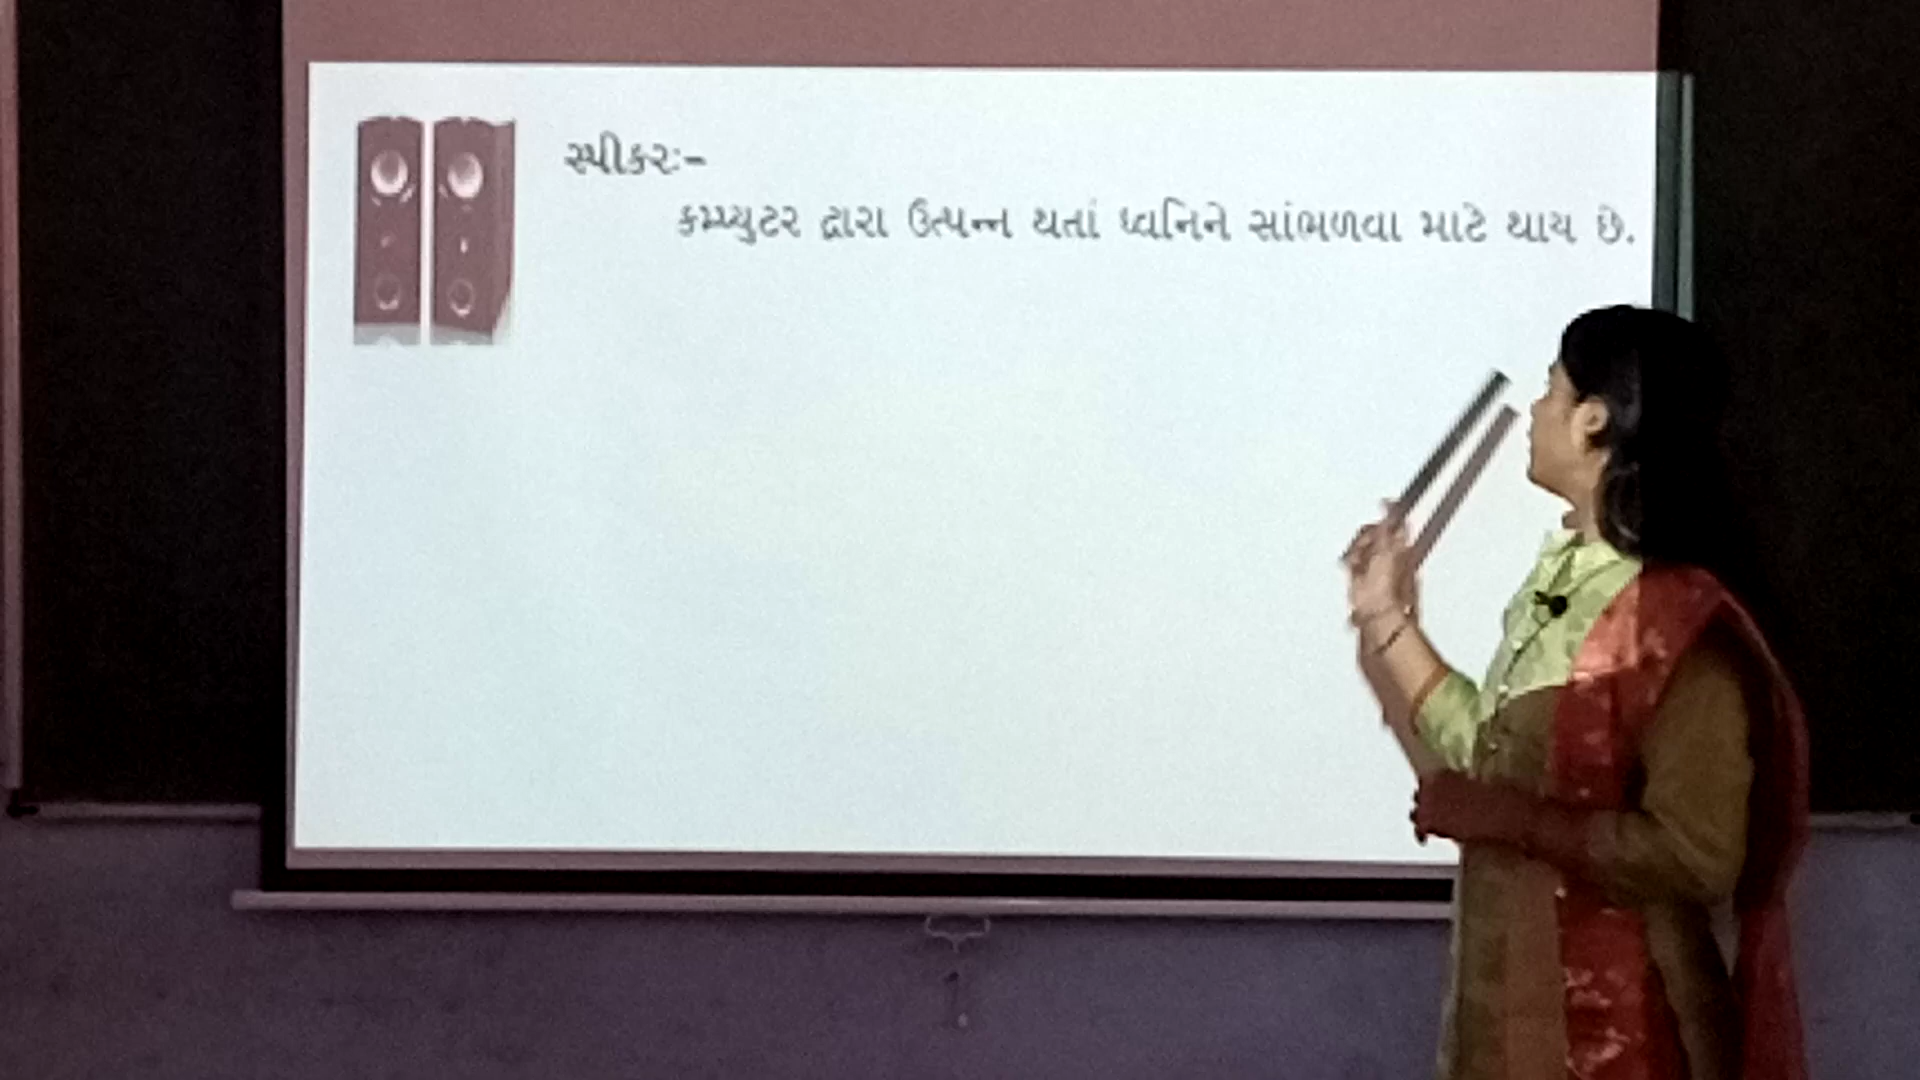 સ્પીકરઃ–
કમ્પ્યુટર દ્વારા ઉત્પન્ન થતાં ધ્વનિને સાંભળવા માટે થાય છે.